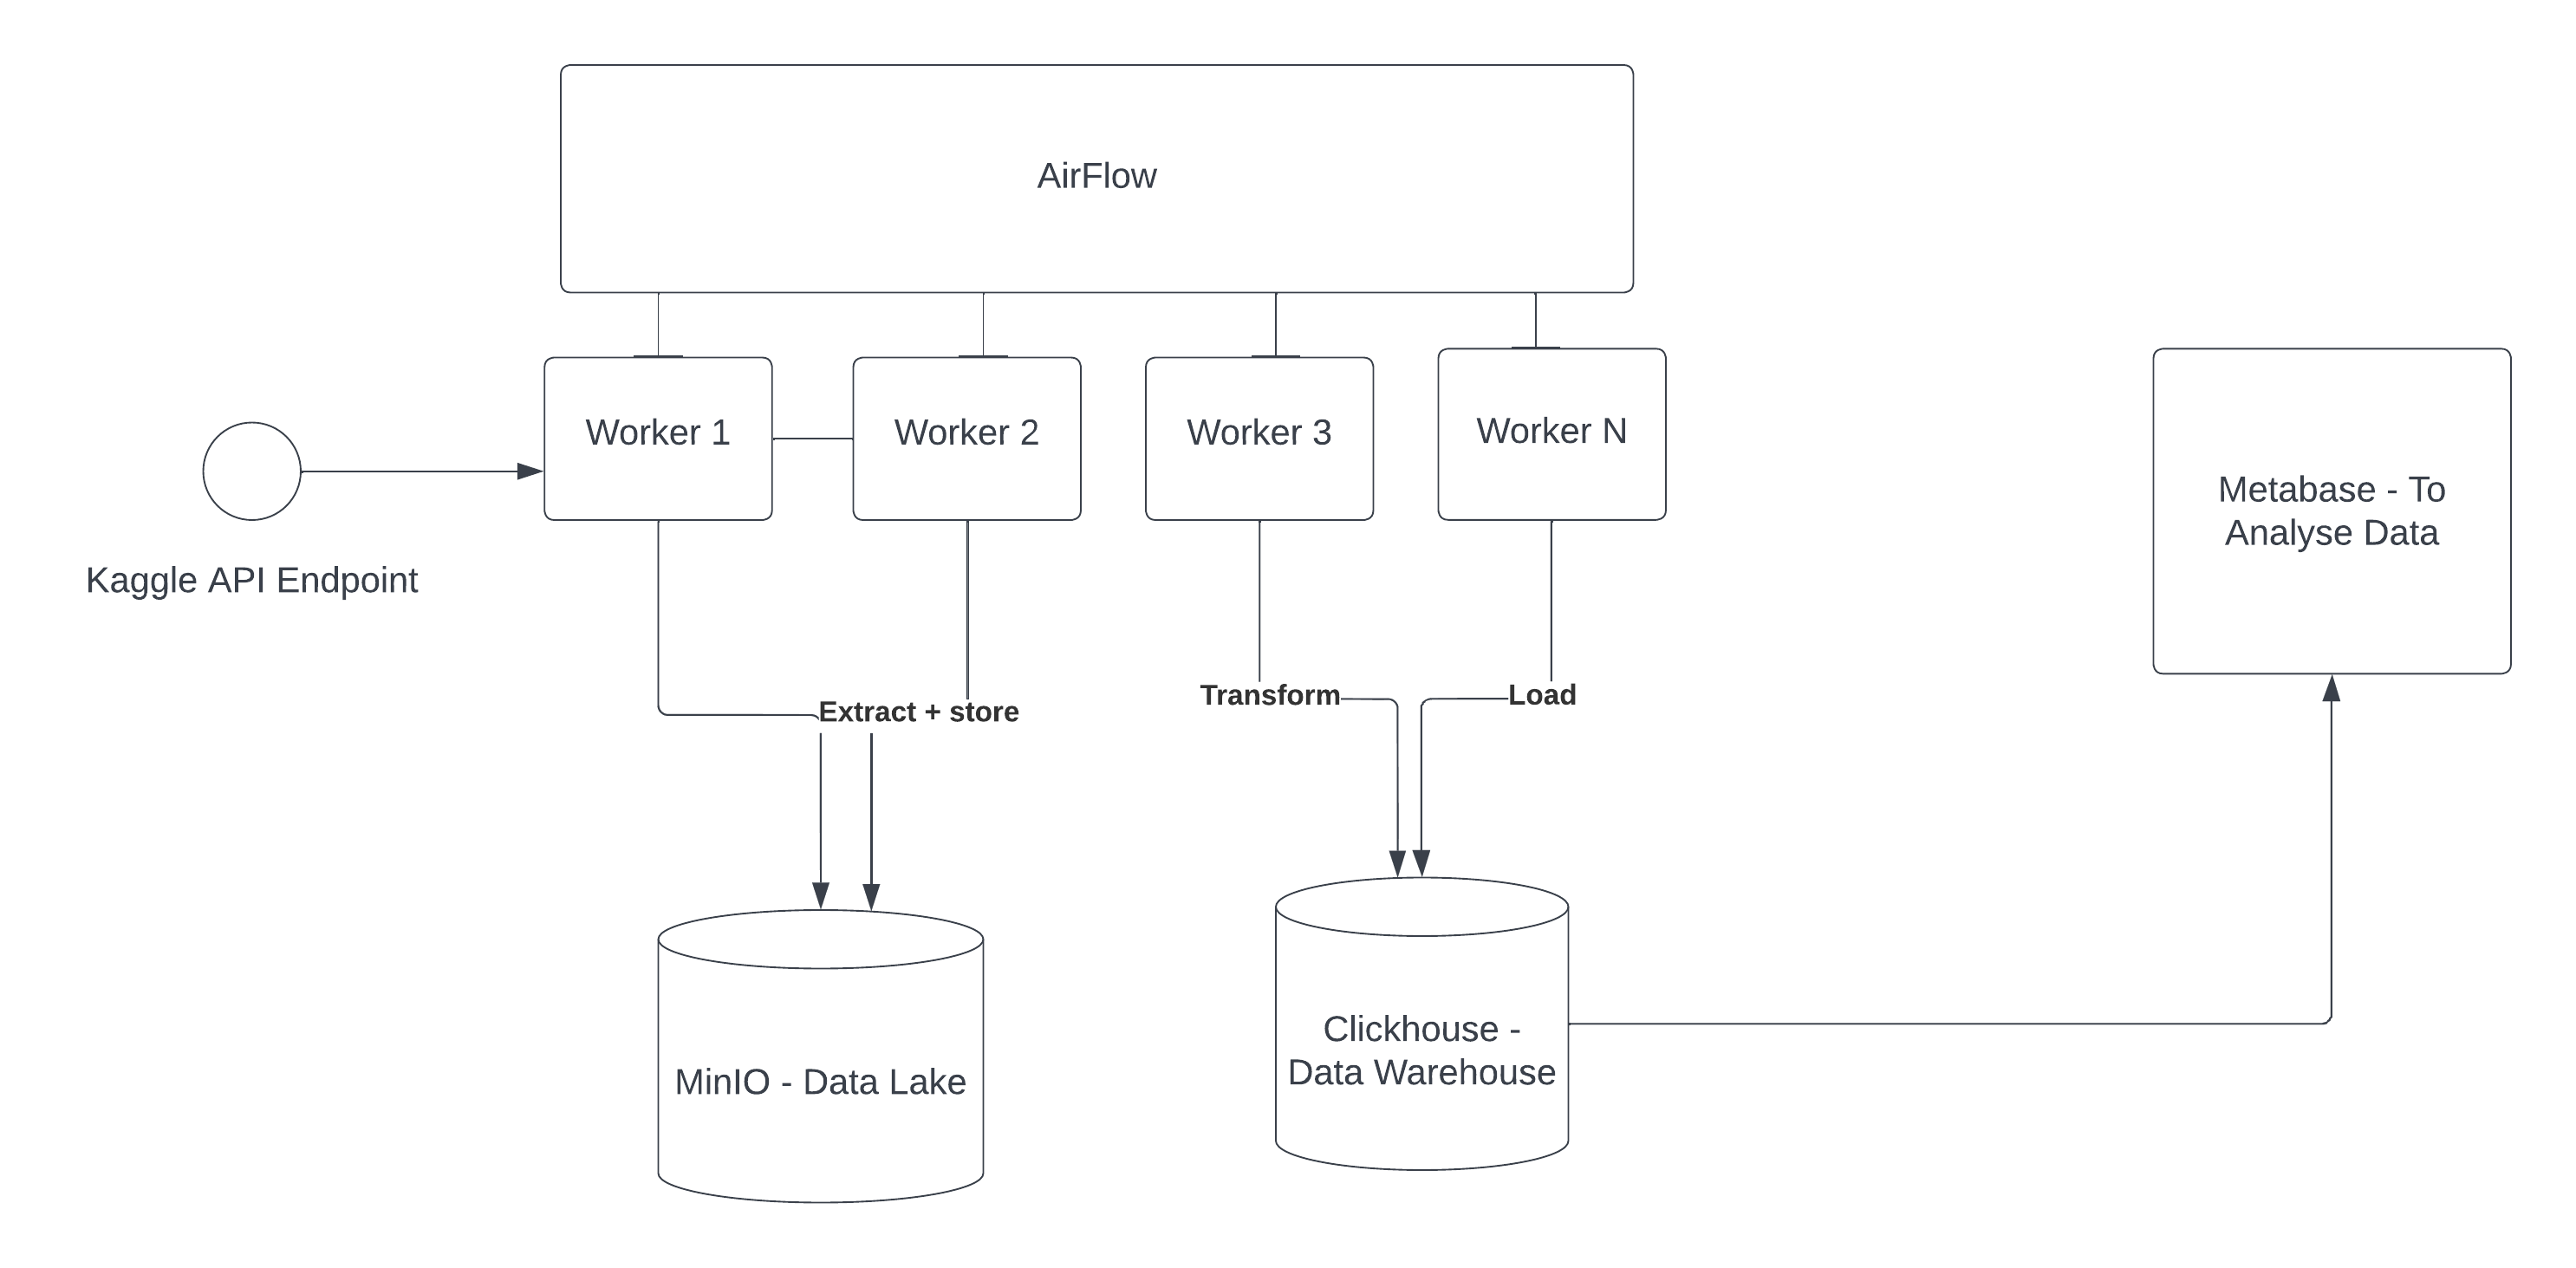 AirFlow
Worker 1
Worker 2
Worker 3
Worker N
Kaggle API Endpoint
Metabase - To
Analyse Data
Extract + store
Transform
Load
MinIO - Data Lake
Clickhouse -
Data Warehouse